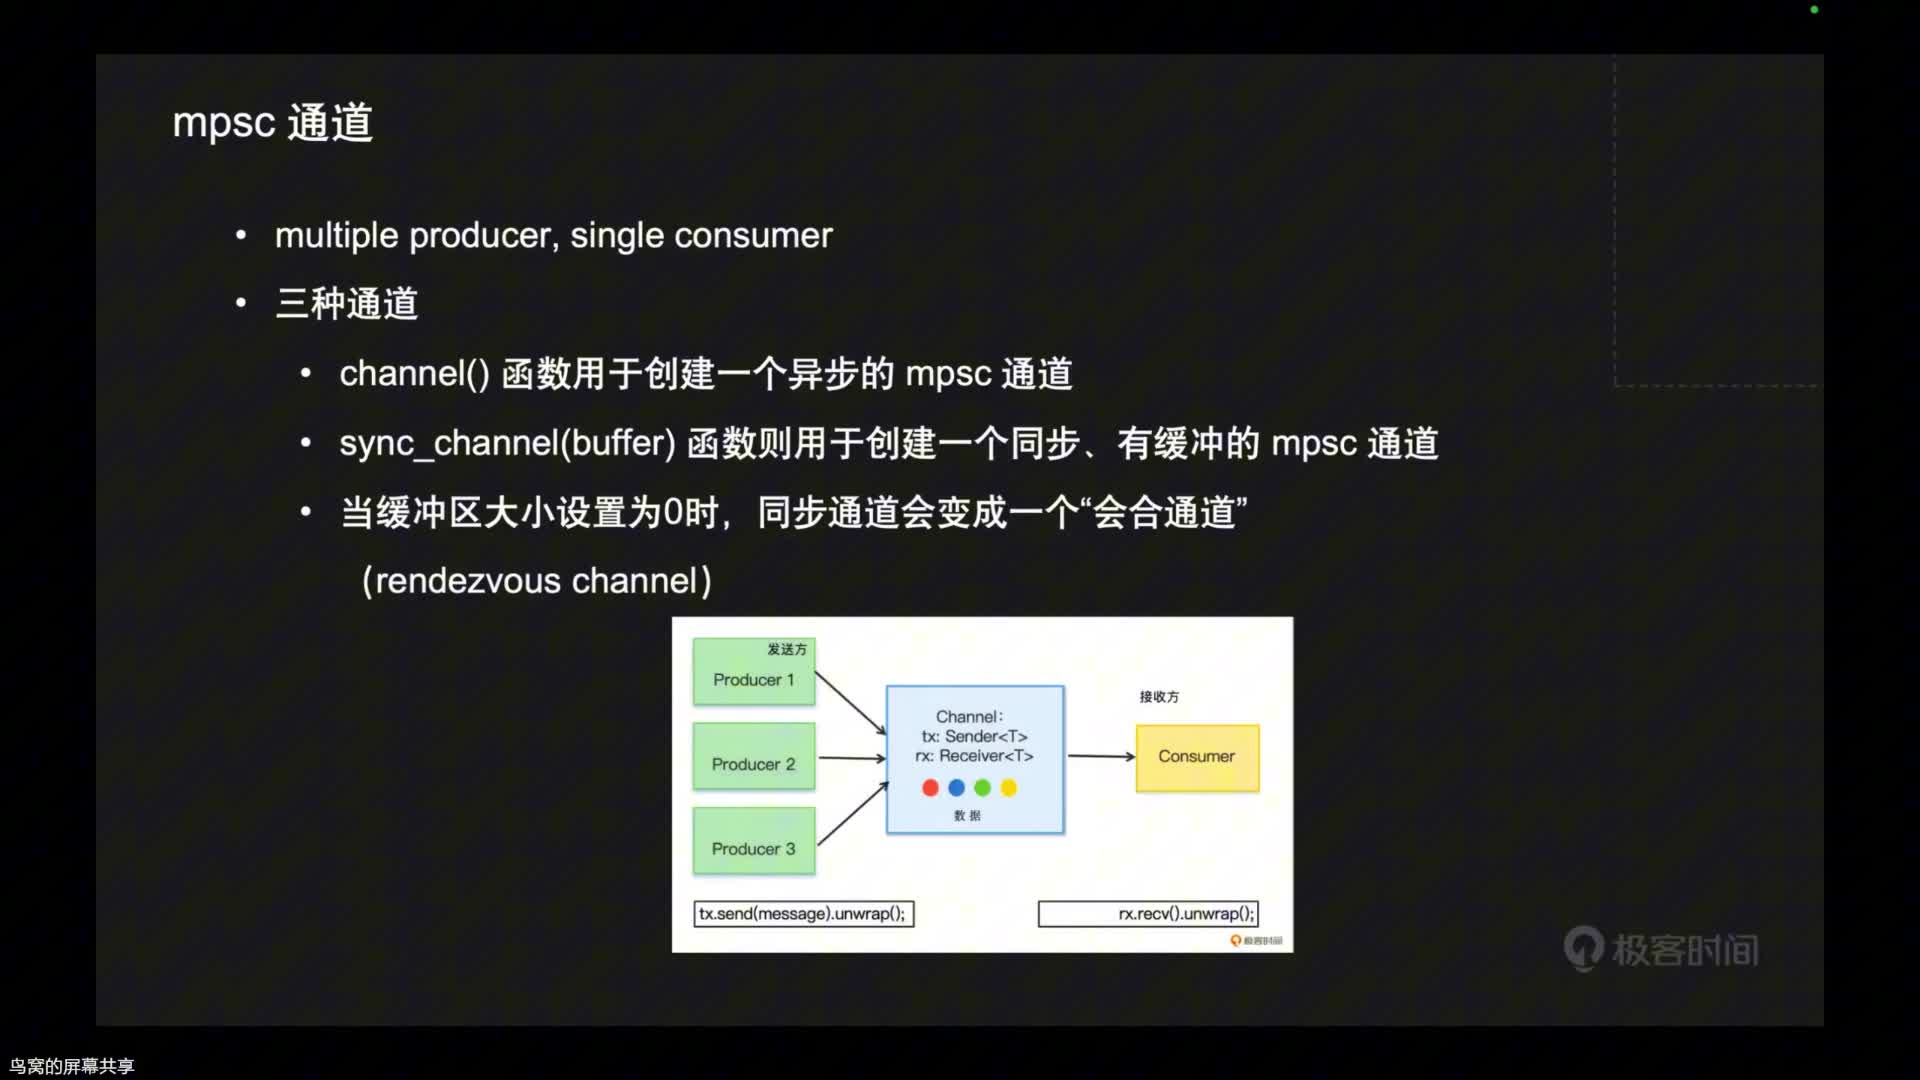 mpsc 通道
• multiple producer, single consumer
• 三种通道
• channel() 函数用于创建一个异步的 mpsc 通道
• sync_channel(buffer) 函数则用于创建一个同步、有缓冲的 mpsc 通道
• 当缓冲区大小设置为0时，同步通道会变成一个“会合通道”
（rendezvous channel）
发送方
Producer 1
Producer 2
Producer 3
Channel：
tx: Sender<T>
rx: Receiver<T>
数 据
接收方
Consumer
tx.send(message).unwrap();
rx.recv().unwrap();
极客时间
极客时间
鸟窝的屏幕共享